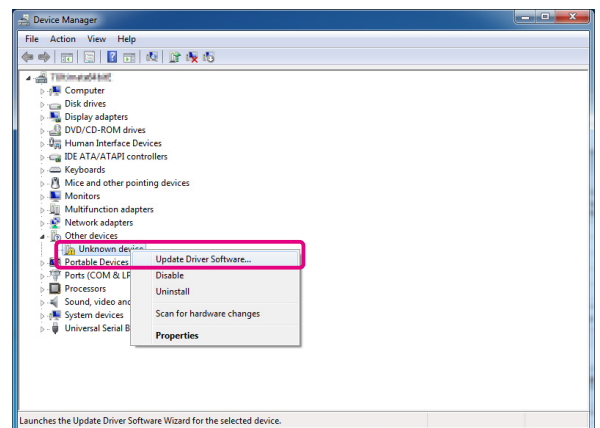 Device Manager
File Action View Help
Computer
Disk drives
Display adapters
DVD/CD-ROM drives
Human Interface Devices
IDE ATA/ATAPI controllers
Keyboards
Mice and other pointing devices
Monitors
Multifunction adapters
Network adapters
Other devices
Unknown device
Update Driver Software...
Portable Devices
Disable
Ports (COM & LP
Uninstall
Processors
Sound, video and
Scan for hardware changes
System devices
Universal Serial B
Properties
Launches the Update Driver Software Wizard for the selected device.